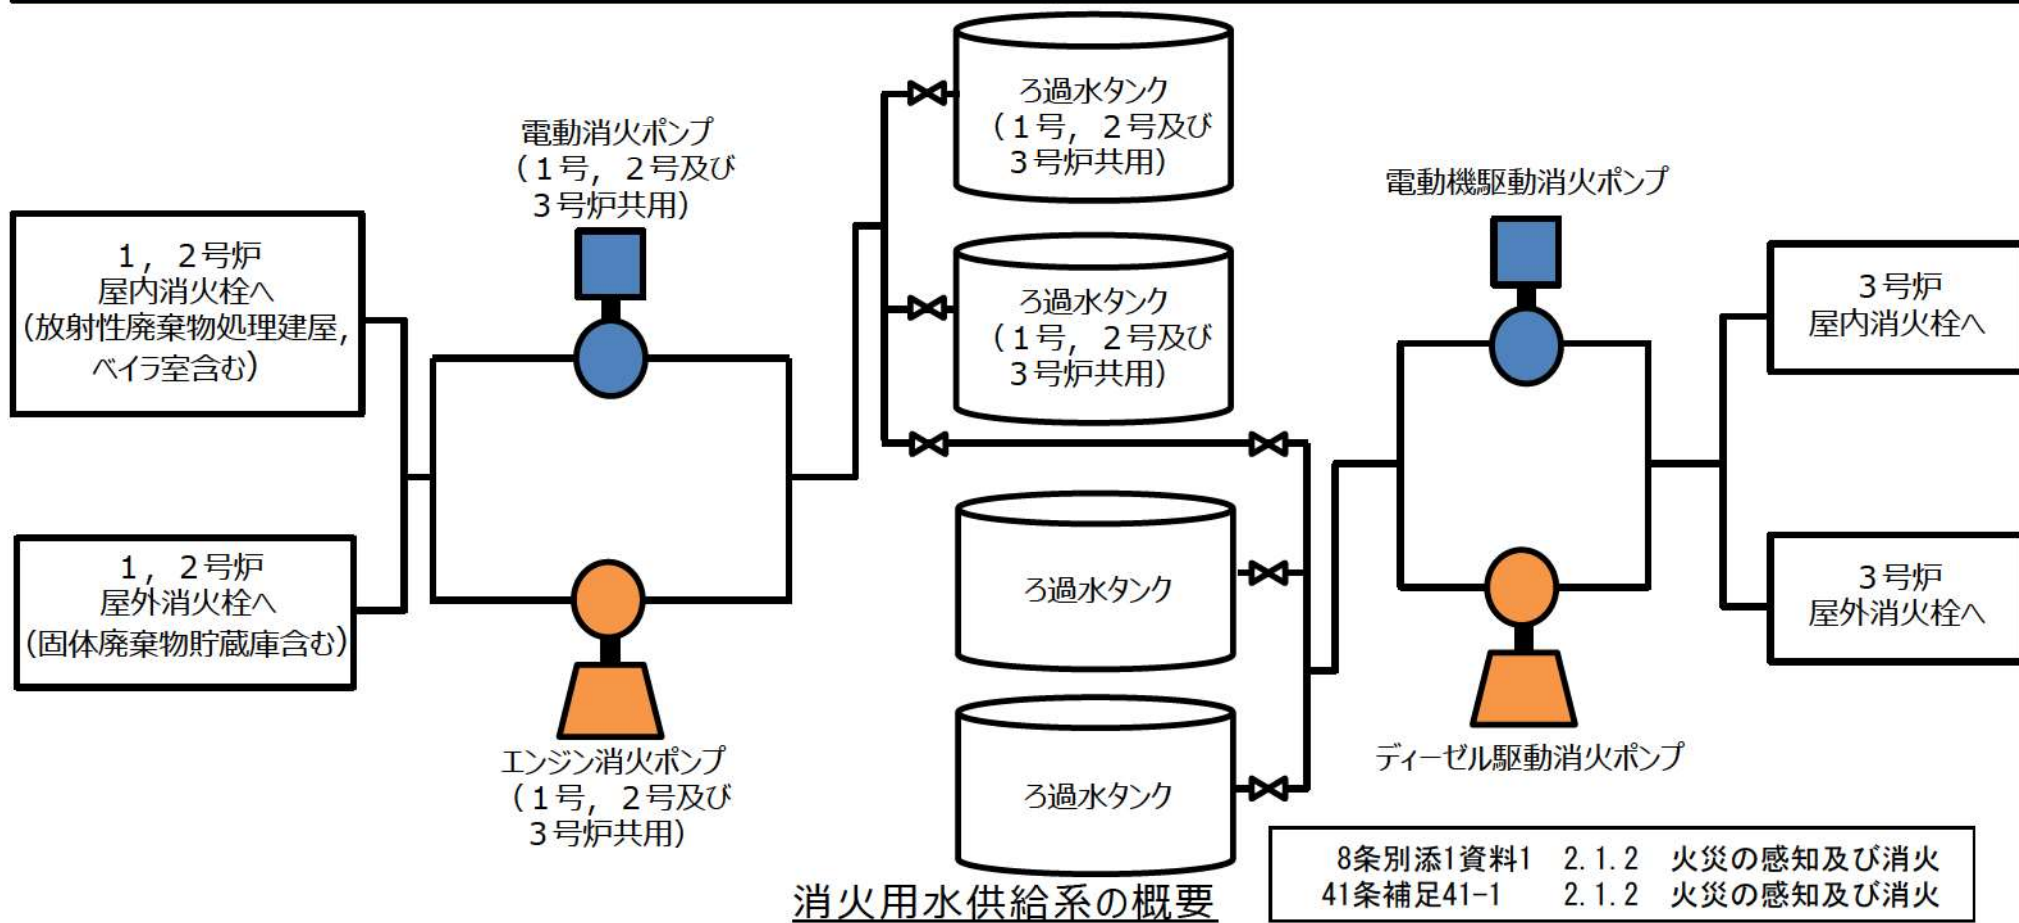 電動消火ポンプ
（１号，２号及び
３号炉共用）
１，２号炉
屋内消火栓へ
（放射性廃棄物処理建屋，
ベイラ室含む）
１，２号炉
屋外消火栓へ
（固体廃棄物貯蔵庫含む）
エンジン消火ポンプ
（１号，２号及び
３号炉共用）
ろ過水タンク
（１号，２号及び
３号炉共用）
ろ過水タンク
（１号，２号及び
３号炉共用）
ろ過水タンク
ろ過水タンク
電動機駆動消火ポンプ
ディーゼル駆動消火ポンプ
３号炉
屋内消火栓へ
３号炉
屋外消火栓へ
8条別添1資料1　2.1.2　火災の感知及び消火
41条補足41-1　2.1.2　火災の感知及び消火
消火用水供給系の概要